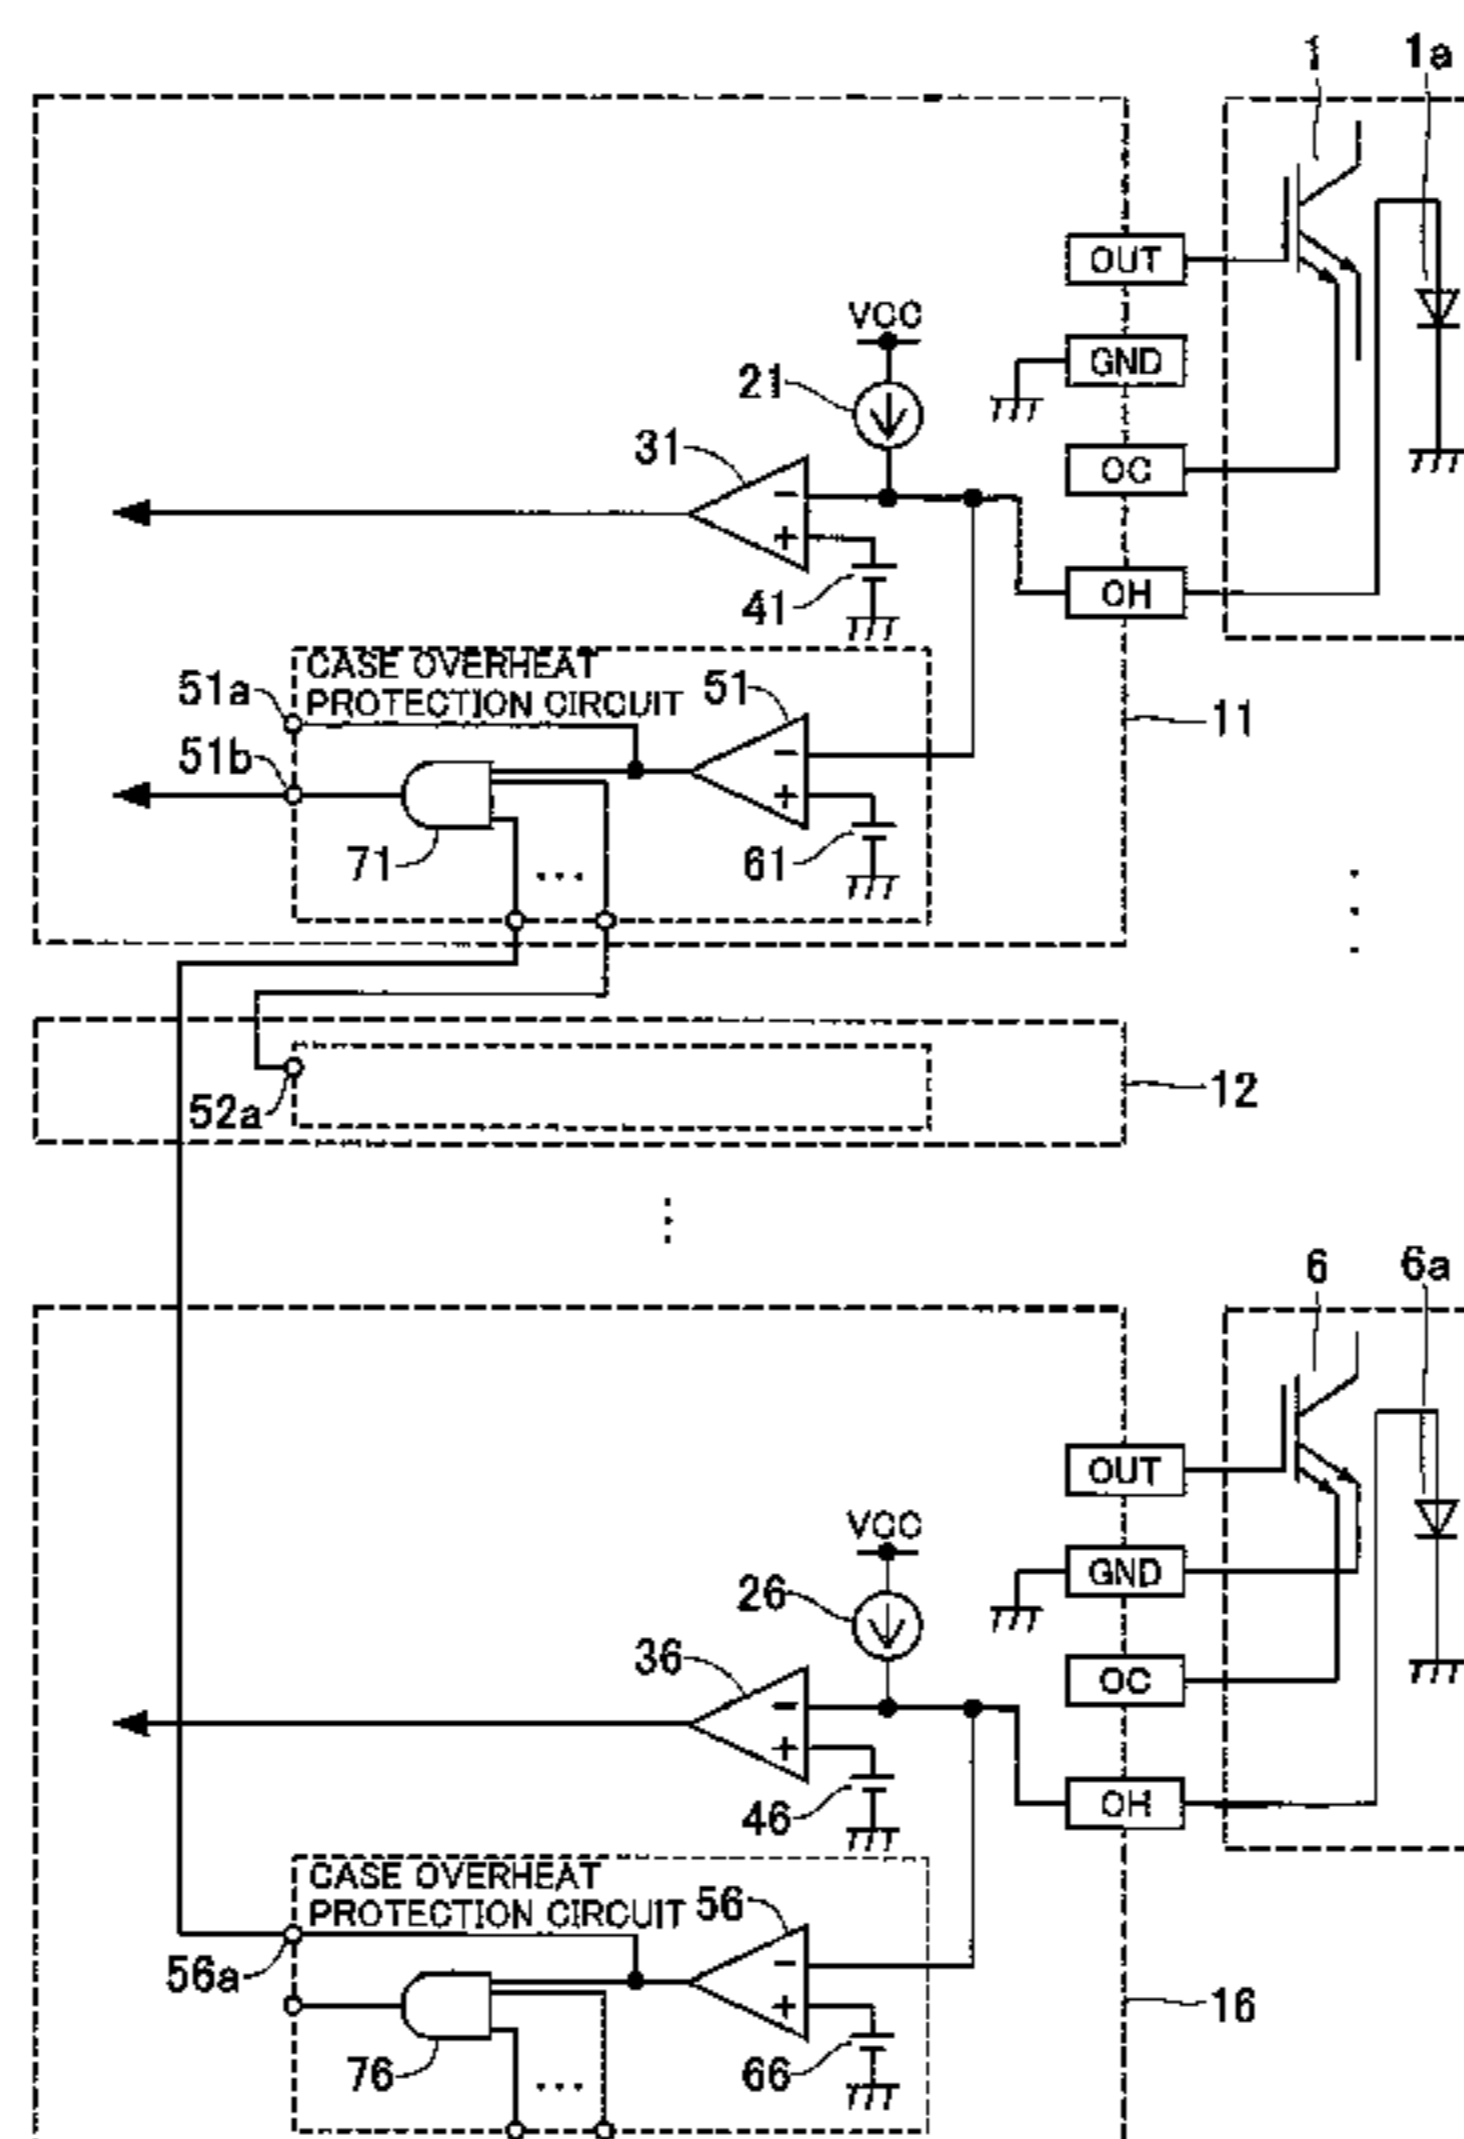 1 1a
OUT
VCC
GND
21
31
OC
41
OH
CASE OVERHEAT
PROTECTION CIRCUIT
51
51a
11
51b
71
...
61
12
52a
6 6a
OUT
VCC
GND
26
36
OC
46
OH
CASE OVERHEAT
PROTECTION CIRCUIT
56
56a
16
76
...
66